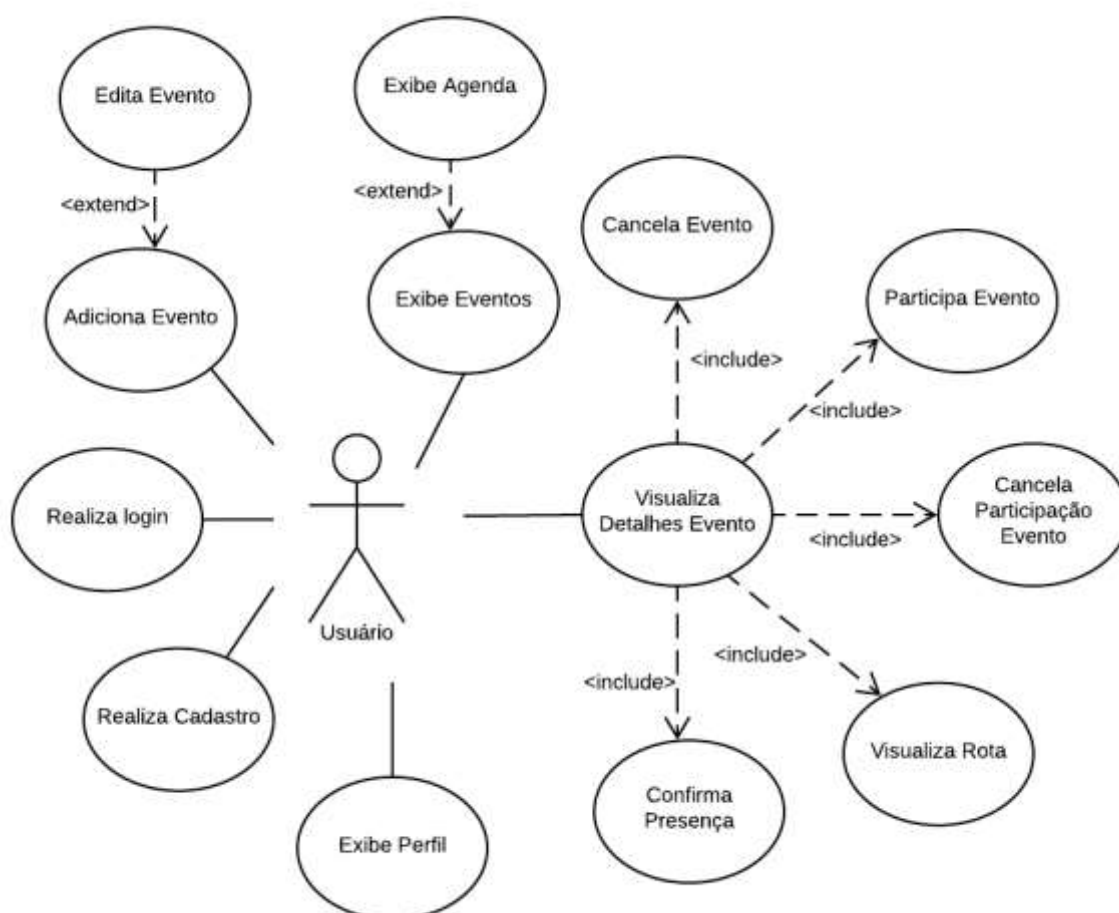 Edita Evento
Exibe Agenda
<extend>
<extend>
Cancela Evento
Adiciona Evento
Exibe Eventos
Participa Evento
<include>
<include>
Realiza login
Visualiza
Detalhes Evento
Cancela
Participação
Evento
<include>
Usuário
<include>
<include>
Realiza Cadastro
Visualiza Rota
Confirma
Presença
Exibe Perfil